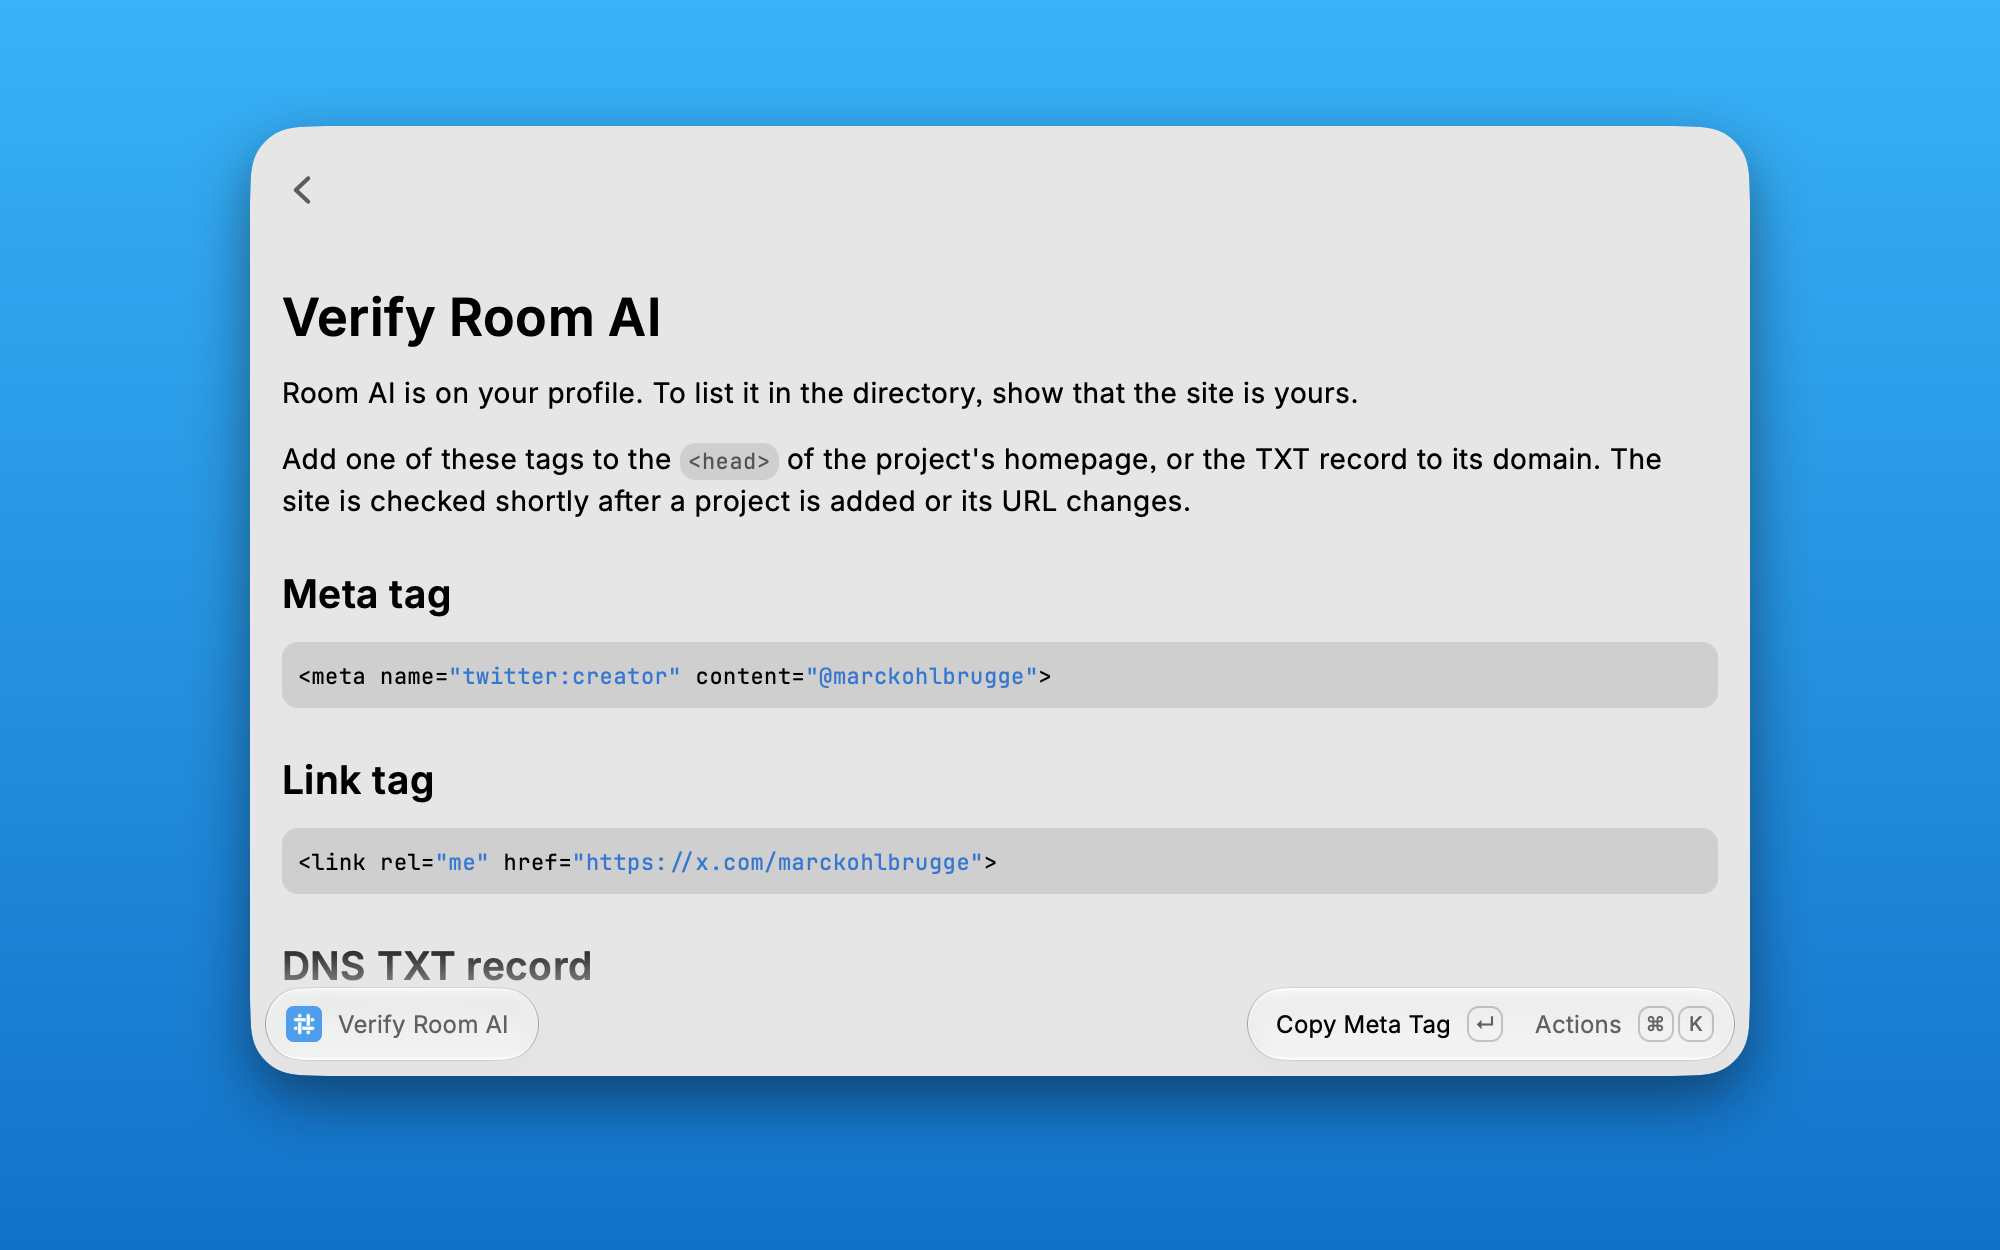 Verify Room AI
Room AI is on your profile. To list it in the directory, show that the site is yours.
Add one of these tags to the <head> of the project's homepage, or the TXT record to its domain. The
site is checked shortly after a project is added or its URL changes.
Meta tag
<meta name="twitter:creator" content="@marckohlbrugge">
Link tag
<link rel="me" href="https://x.com/marckohlbrugge">
DNS TXT record
Verify Room AI
Copy Meta Tag ↵ Actions ⌘ K